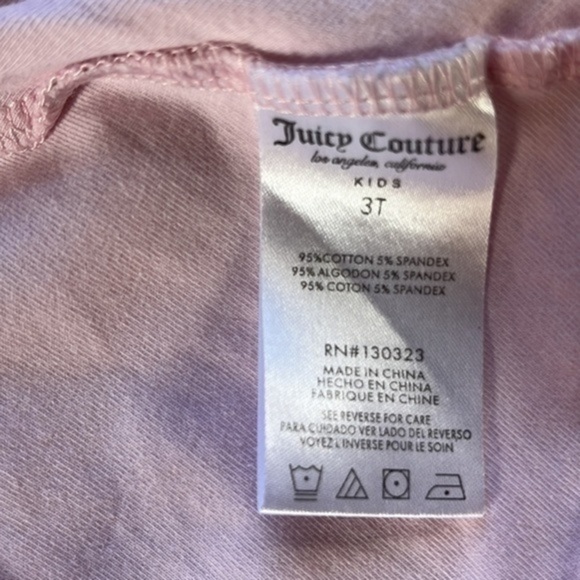 Juicy Couture
los angeles, california
KIDS
3T
95%COTTON 5% SPANDEX
95% ALGODON 5% SPANDEX
95% COTON 5% SPANDEX
RN#130323
MADE IN CHINA
HECHO EN CHINA
FABRIQUE EN CHINE
SEE REVERSE FOR CARE
PARA CUIDADO VER LADO DEL REVERSO
VOYEZ L'INVERSE POUR LE SOIN